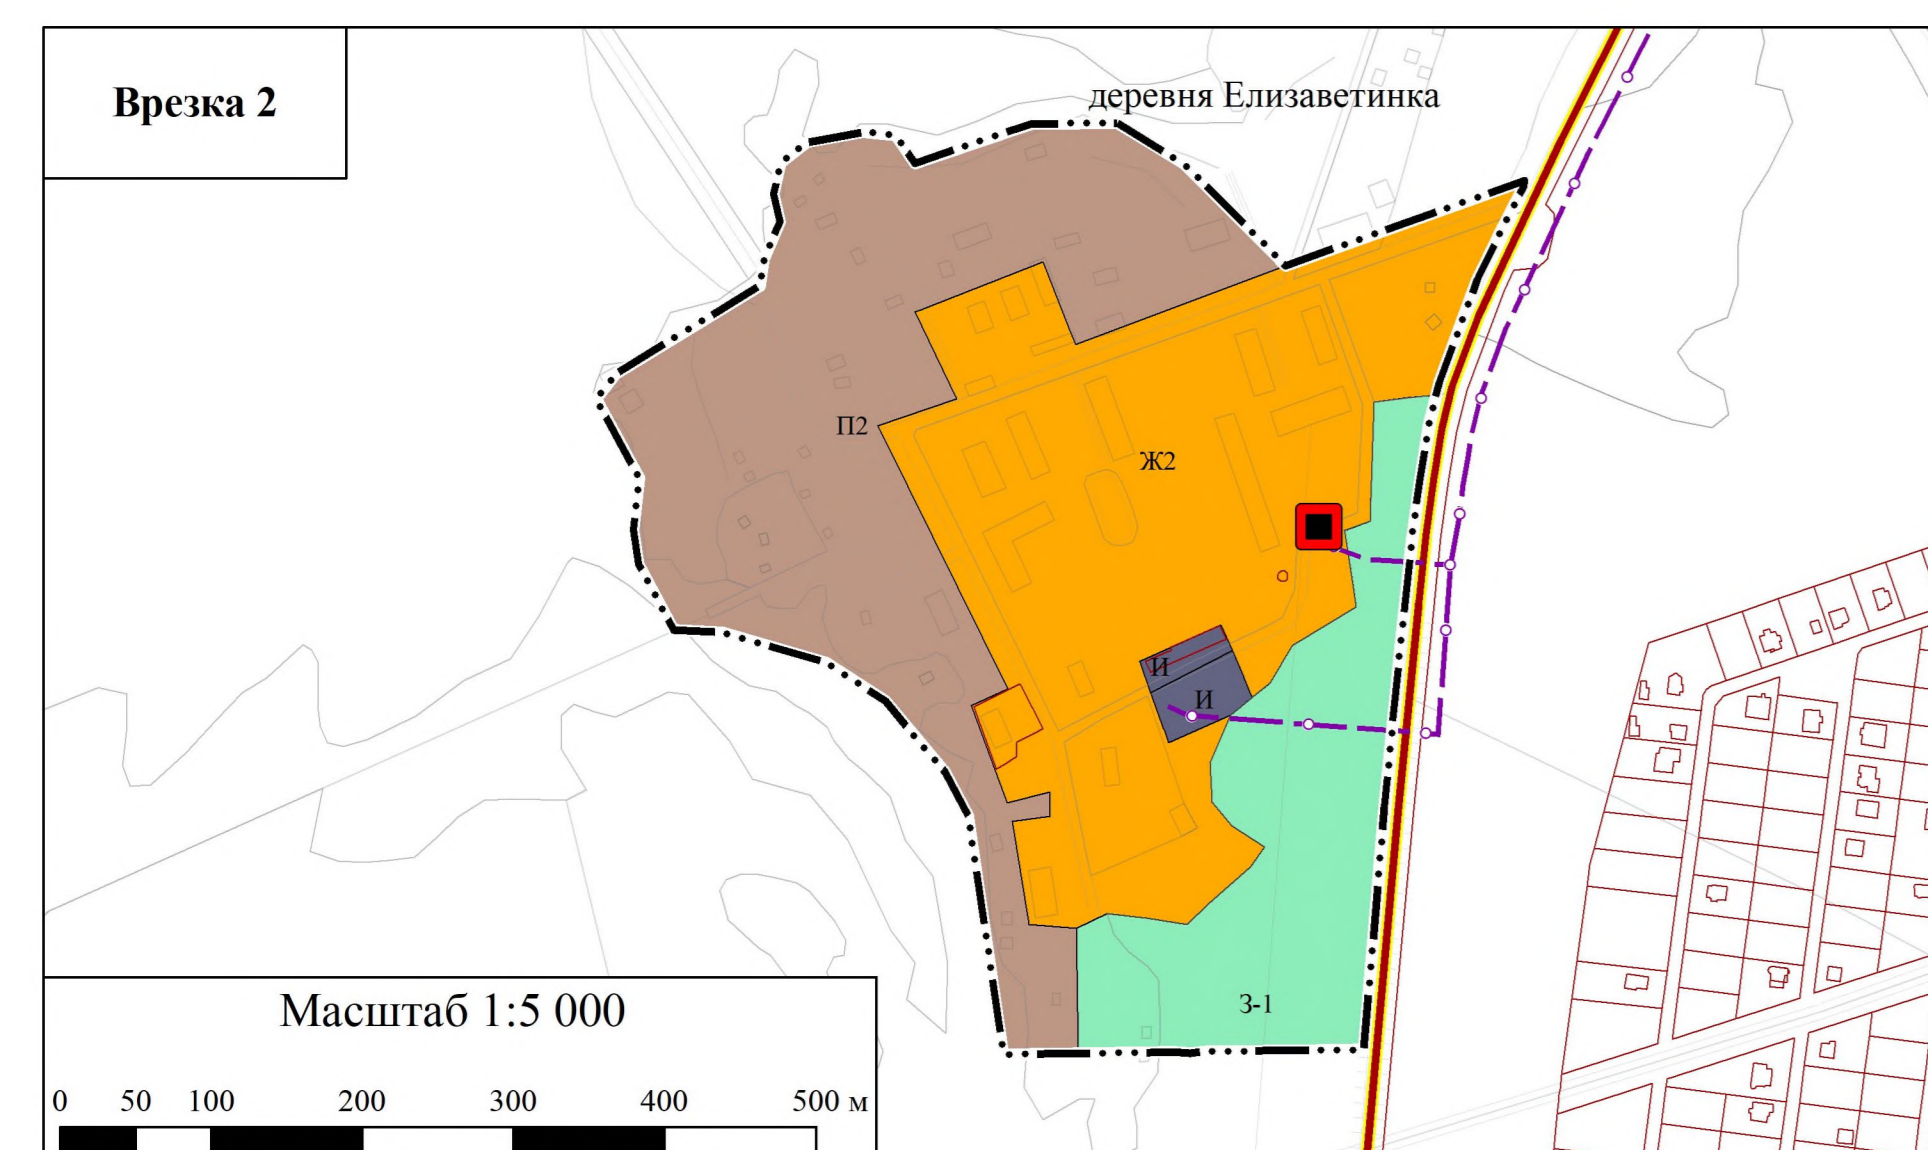 Врезка 2
деревня Елизаветинка
П2
Ж2
И
И
З-1
Масштаб 1:5 000
0 50 100 200 300 400 500 м